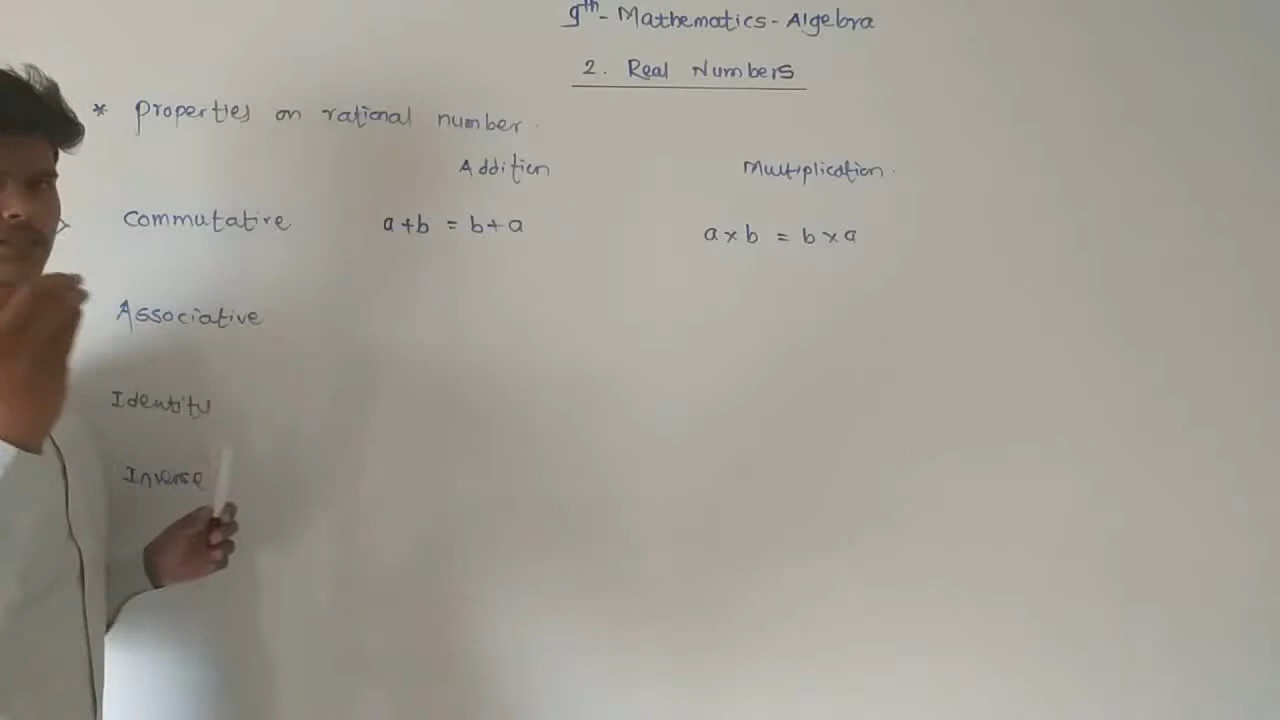 9th - Mathematics - Algebra
2. Real Numbers
* Properties on rational number.
Addition Multiplication.
Commutative a+b = b+a a×b = b×a
Associative
Identity
Inverse